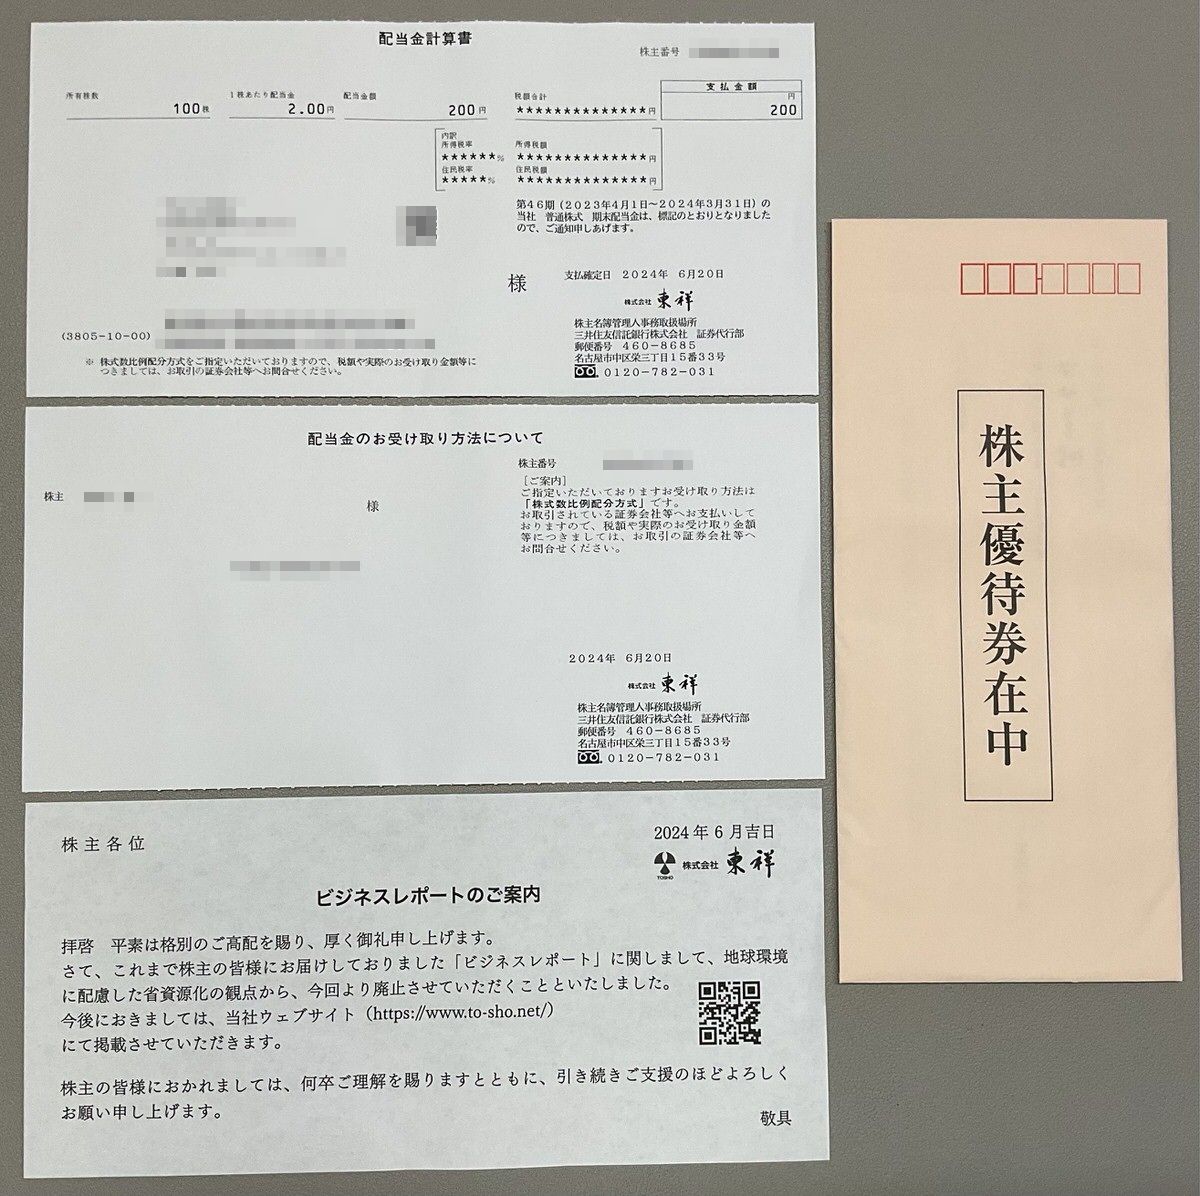 配当金計算書
株主番号
所有株数
100株
1株あたり配当金
2.00円
配当金額
200円
税額合計
**************円
支払金額
円
200
内訳
所得税率
******%
住民税率
*****%
所得税額
**************円
住民税額
**************円
第46期(2023年4月1日~2024年3月31日)の
当社 普通株式 期末配当金は、標記のとおりとなりました
ので、ご通知申しあげます。
様
支払確定日 2024年 6月20日
株式会社 東祥
株主名簿管理人事務取扱場所
三井住友信託銀行株式会社 証券代行部
郵便番号 460-8685
名古屋市中区栄三丁目15番33号
0120-782-031
(3805-10-00)
※ 株式数比例配分方式をご指定いただいておりますので、税額や実際のお受け取り金額等に
つきましては、お取引の証券会社等へお問合せください。
配当金のお受け取り方法について
株主番号
株主
様
[ご案内]
ご指定いただいておりますお受け取り方法は
「株式数比例配分方式」です。
お取引されている証券会社等へお支払いして
おりますので、税額や実際のお受け取り金額
等につきましては、お取引の証券会社等へ
お問合せください。
2024年 6月20日
株式会社 東祥
株主名簿管理人事務取扱場所
三井住友信託銀行株式会社 証券代行部
郵便番号 460-8685
名古屋市中区栄三丁目15番33号
0120-782-031
株主各位
2024年6月吉日
TOSHO 株式会社 東祥
ビジネスレポートのご案内
拝啓 平素は格別のご高配を賜り、厚く御礼申し上げます。
さて、これまで株主の皆様にお届けしておりました「ビジネスレポート」に関しまして、地球環境
に配慮した省資源化の観点から、今回より廃止させていただくことといたしました。
今後におきましては、当社ウェブサイト(https://www.to-sho.net/)
にて掲載させていただきます。
株主の皆様におかれましては、何卒ご理解を賜りますとともに、引き続きご支援のほどよろしく
お願い申し上げます。
敬具
株主優待券在中